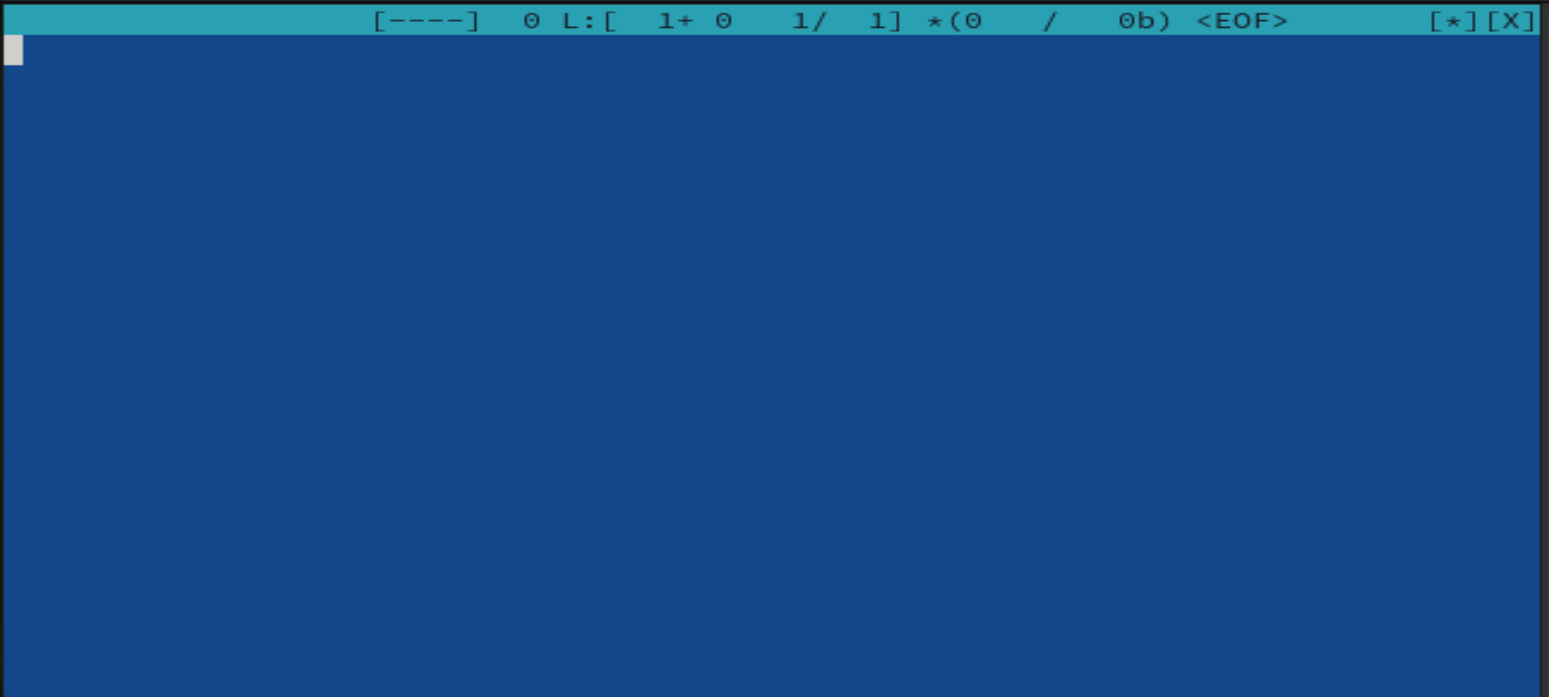 [----]  0 L:[  1+ 0   1/  1] *(0   /   0b) <EOF>       [*][X]